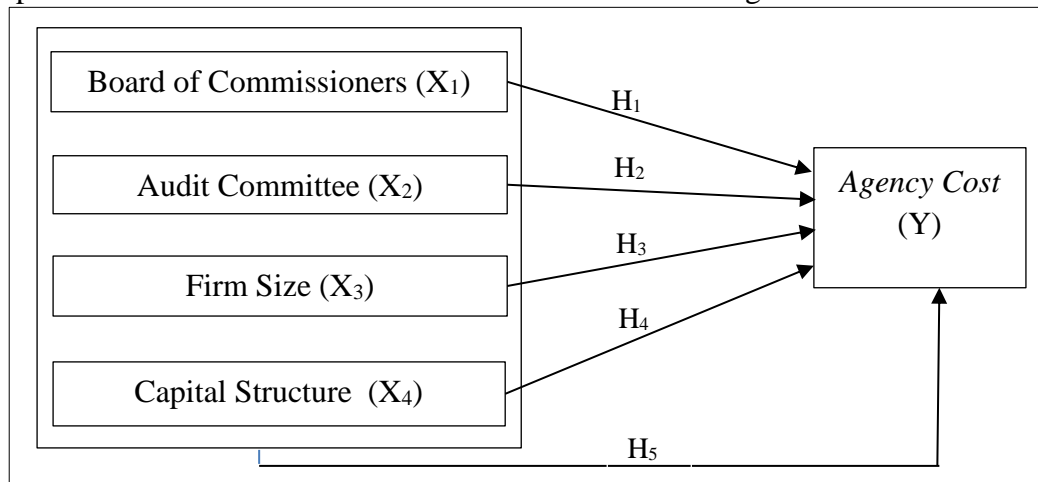 Board of Commissioners (X₁)
H₁
Audit Committee (X₂)
H₂
Agency Cost
(Y)
Firm Size (X₃)
H₃
Capital Structure (X₄)
H₄
H₅